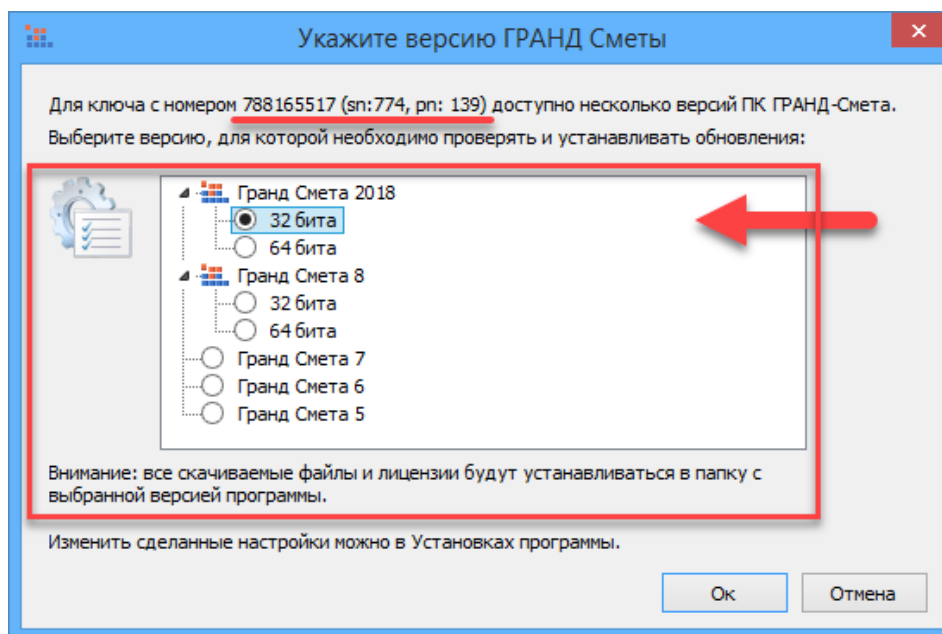 Укажите версию ГРАНД Сметы
Для ключа с номером 788165517 (sn:774, pn: 139) доступно несколько версий ПК ГРАНД-Смета.
Выберите версию, для которой необходимо проверять и устанавливать обновления:
Гранд Смета 2018
32 бита
64 бита
Гранд Смета 8
32 бита
64 бита
Гранд Смета 7
Гранд Смета 6
Гранд Смета 5
Внимание: все скачиваемые файлы и лицензии будут устанавливаться в папку с
выбранной версией программы.
Изменить сделанные настройки можно в Установках программы.
Ок
Отмена